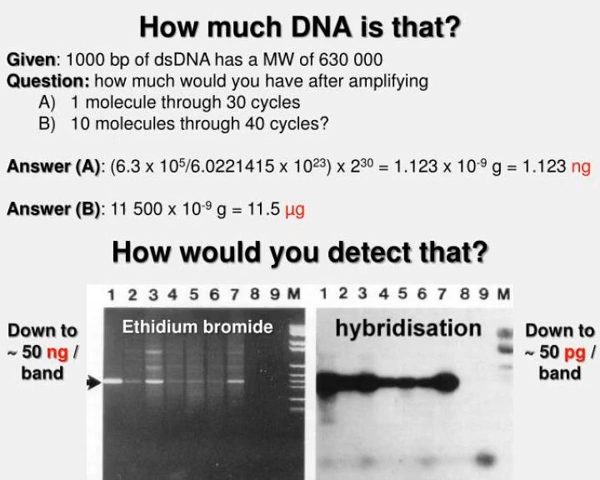 How much DNA is that?
Given: 1000 bp of dsDNA has a MW of 630 000
Question: how much would you have after amplifying
A) 1 molecule through 30 cycles
B) 10 molecules through 40 cycles?
Answer (A): (6.3 x 10⁵/6.0221415 x 10²³) x 2³⁰ = 1.123 x 10⁻⁹ g = 1.123 ng
Answer (B): 11 500 x 10⁻⁹ g = 11.5 µg
How would you detect that?
1 2 3 4 5 6 7 8 9 M
1 2 3 4 5 6 7 8 9 M
Down to
~ 50 ng /
band
Ethidium bromide
hybridisation
Down to
~ 50 pg /
band